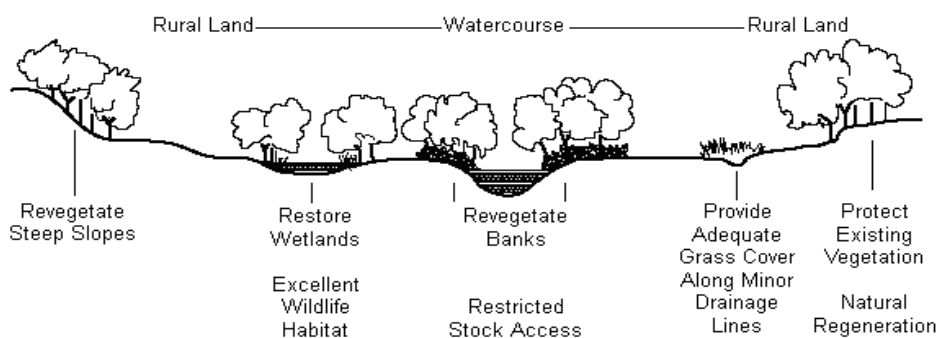 Rural Land Watercourse Rural Land
Revegetate
Steep Slopes
Restore
Wetlands
Excellent
Wildlife
Habitat
Revegetate
Banks
Restricted
Stock Access
Provide
Adequate
Grass Cover
Along Minor
Drainage
Lines
Protect
Existing
Vegetation
Natural
Regeneration